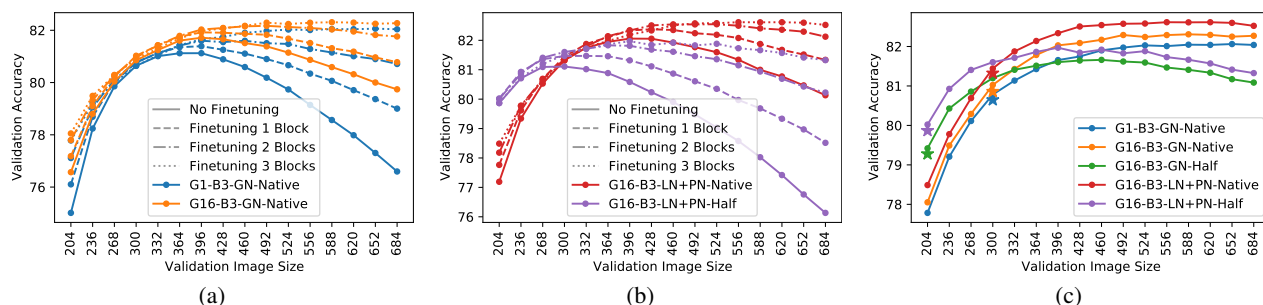 82
80
78
76
Validation Accuracy
No Finetuning
Finetuning 1 Block
Finetuning 2 Blocks
Finetuning 3 Blocks
G1-B3-GN-Native
G16-B3-GN-Native
204 236 268 300 332 364 396 428 460 492 524 556 588 620 652 684
Validation Image Size
(a)
82
81
80
79
78
77
76
Validation Accuracy
No Finetuning
Finetuning 1 Block
Finetuning 2 Blocks
Finetuning 3 Blocks
G16-B3-LN+PN-Native
G16-B3-LN+PN-Half
204 236 268 300 332 364 396 428 460 492 524 556 588 620 652 684
Validation Image Size
(b)
82
81
80
79
78
Validation Accuracy
G1-B3-GN-Native
G16-B3-GN-Native
G16-B3-GN-Half
G16-B3-LN+PN-Native
G16-B3-LN+PN-Half
204 236 268 300 332 364 396 428 460 492 524 556 588 620 652 684
Validation Image Size
(c)